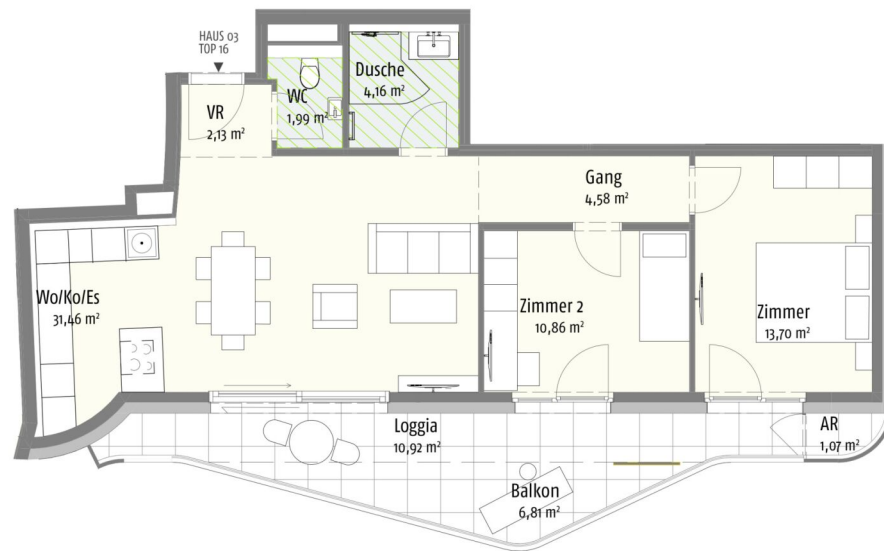 HAUS 03
TOP 16
VR
2,13 m²
WC
1,99 m²
Dusche
4,16 m²
Gang
4,58 m²
Wo/Ko/Es
31,46 m²
Zimmer 2
10,86 m²
Zimmer
13,70 m²
Loggia
10,92 m²
AR
1,07 m²
Balkon
6,81 m²